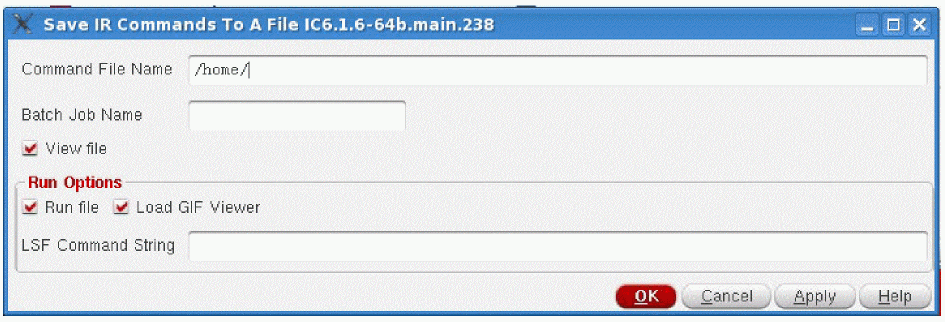 Save IR Commands To A File IC6.1.6-64b.main.238
Command File Name /home/
Batch Job Name
View file
Run Options
Run file Load GIF Viewer
LSF Command String
OK Cancel Apply Help